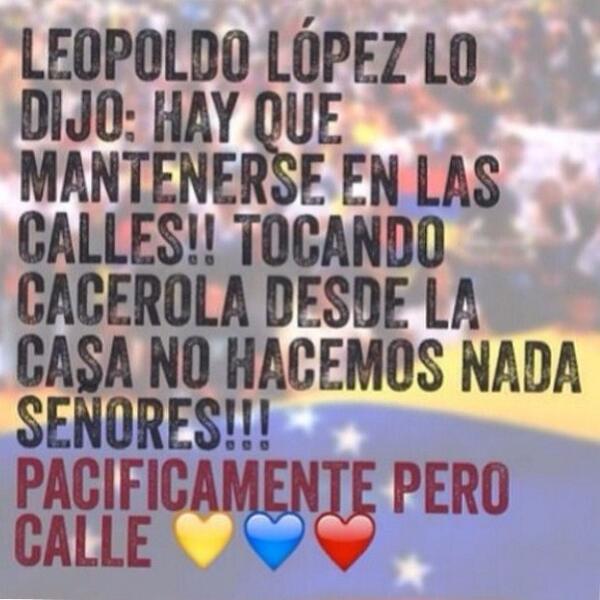 LEOPOLDO LÓPEZ LO
DIJO: HAY QUE
MANTENERSE EN LAS
CALLES!! TOCANDO
CACEROLA DESDE LA
CASA NO HACEMOS NADA
SEÑORES!!!
PACIFICAMENTE PERO
CALLE 💛💙❤️